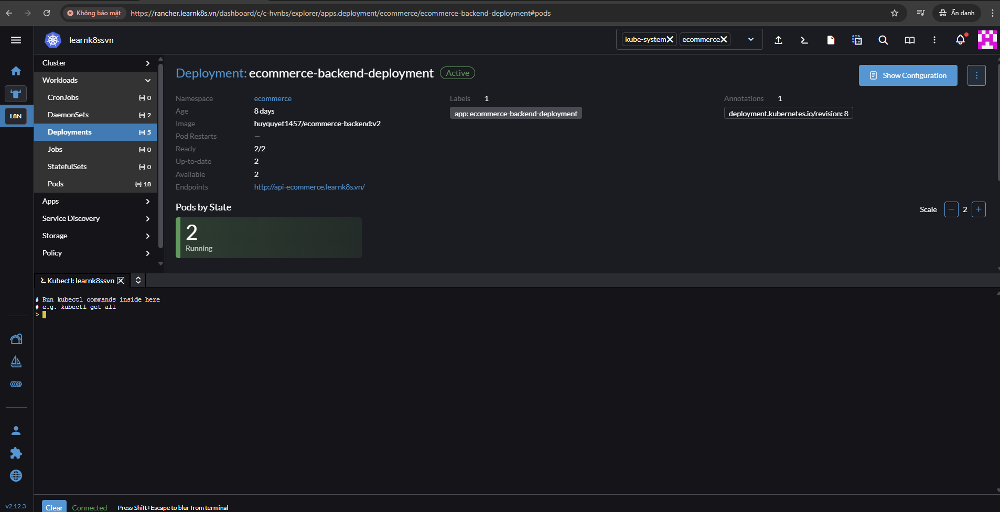 Không bảo mật https://rancher.learnk8s.vn/dashboard/c/c-hvnbs/explorer/apps.deployment/ecommerce/ecommerce-backend-deployment#pods Ẩn danh
learnk8ssvn kube-system ecommerce
L8N
Cluster
Workloads
CronJobs 0
DaemonSets 2
Deployments 5
Jobs 0
StatefulSets 0
Pods 18
Apps
Service Discovery
Storage
Policy
Deployment: ecommerce-backend-deployment Active
Show Configuration
Namespace ecommerce
Age 8 days
Image huyquyet1457/ecommerce-backend:v2
Pod Restarts —
Ready 2/2
Up-to-date 2
Available 2
Endpoints http://api-ecommerce.learnk8s.vn/
Labels 1
app: ecommerce-backend-deployment
Annotations 1
deployment.kubernetes.io/revision: 8
Pods by State
Scale 2
2
Running
Kubectl: learnk8ssvn
# Run kubectl commands inside here
# e.g. kubectl get all
>
v2.12.3
Clear Connected Press Shift+Escape to blur from terminal